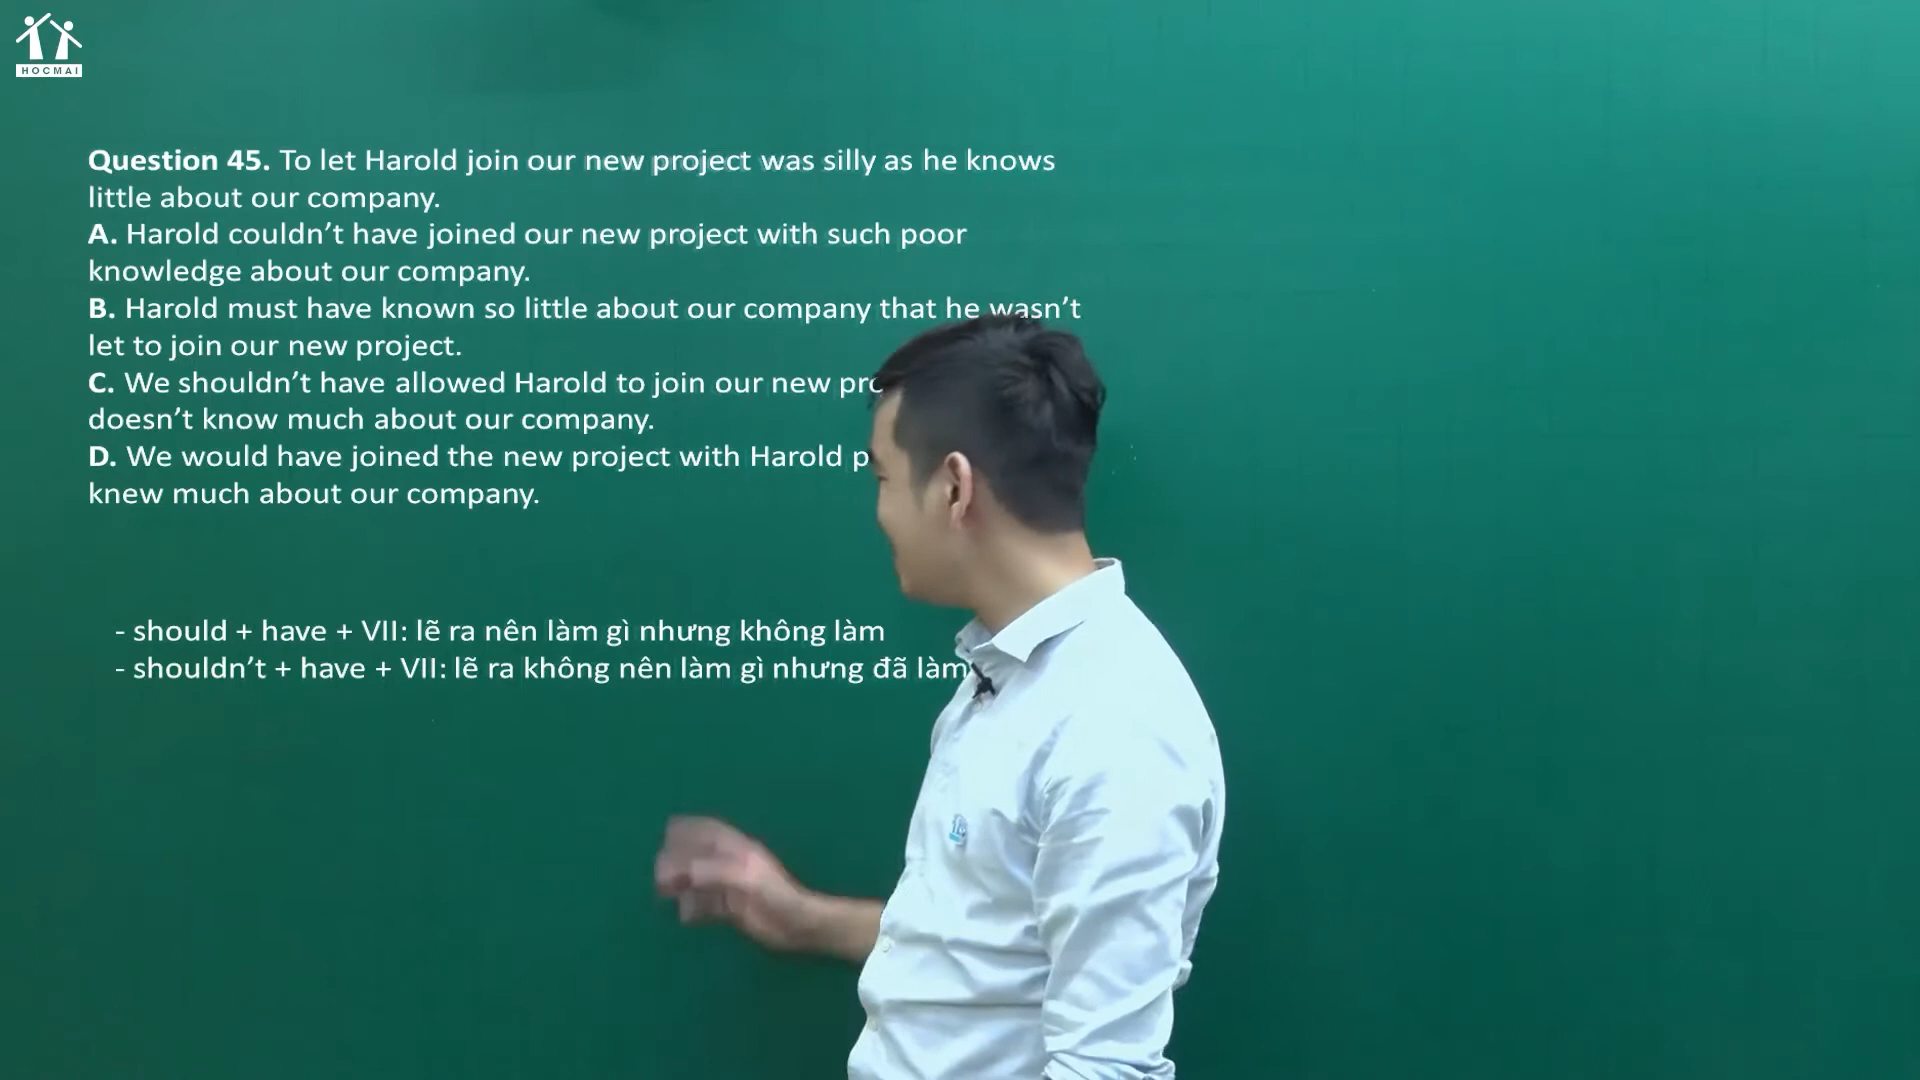 HOCMAI
Question 45. To let Harold join our new project was silly as he knows
little about our company.
A. Harold couldn’t have joined our new project with such poor
knowledge about our company.
B. Harold must have known so little about our company that he wasn’t
let to join our new project.
C. We shouldn’t have allowed Harold to join our new
doesn’t know much about our company.
D. We would have joined the new project with Harold
knew much about our company.
- should + have + VII: lẽ ra nên làm gì nhưng không làm
- shouldn’t + have + VII: lẽ ra không nên làm gì nhưng đã làm